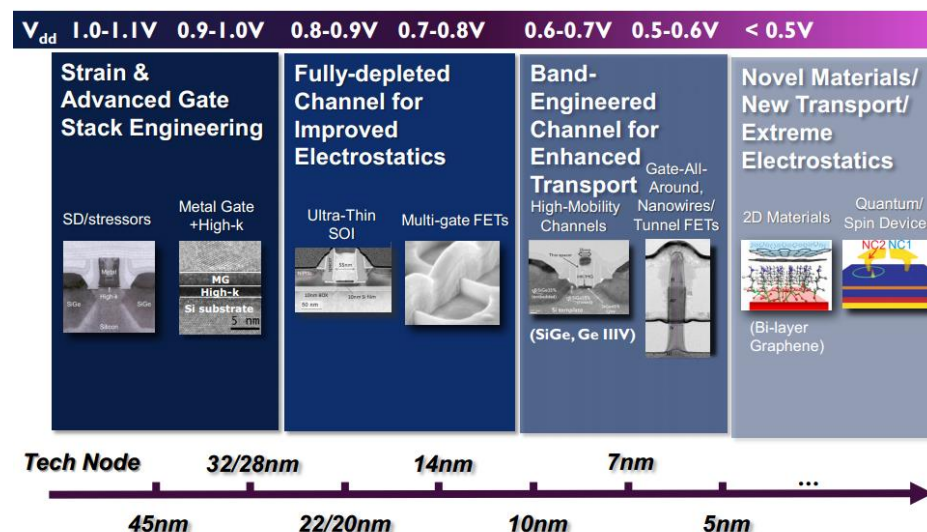 Vdd 1.0-1.1V 0.9-1.0V 0.8-0.9V 0.7-0.8V 0.6-0.7V 0.5-0.6V < 0.5V
Strain &
Advanced Gate
Stack Engineering
SD/stressors
Metal Gate
+High-k
Metal
High-k
SiGe
SiGe
Silicon
MG
High-k
Si substrate
5 nm
Fully-depleted
Channel for
Improved
Electrostatics
Ultra-Thin
SOI
Multi-gate FETs
50 nm
Band-
Engineered
Channel for
Enhanced
Transport
High-Mobility
Channels
Gate-All-
Around,
Nanowires/
Tunnel FETs
(SiGe, Ge IIIV)
Novel Materials/
New Transport/
Extreme
Electrostatics
2D Materials
Quantum/
Spin Device
NC2 NC1
(Bi-layer
Graphene)
Tech Node 32/28nm 14nm 7nm ...
45nm 22/20nm 10nm 5nm